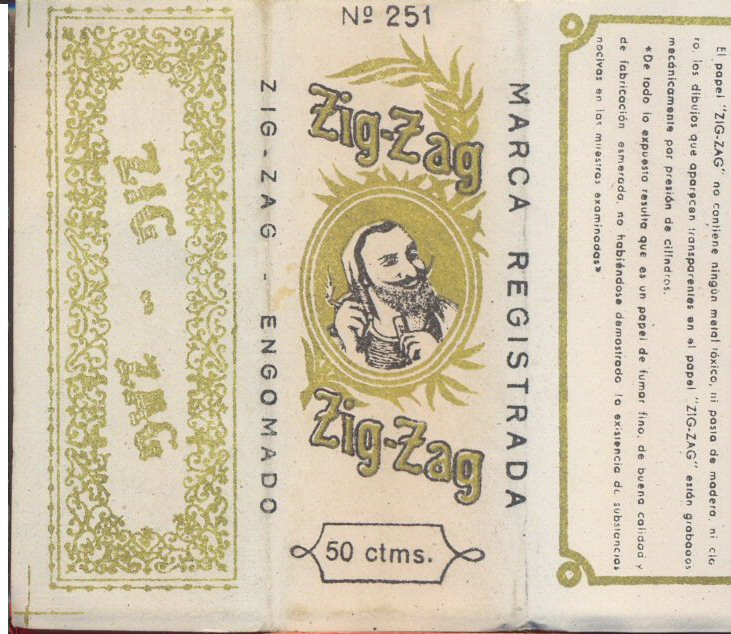 ZIG - ZAG
ZIG-ZAG - ENGOMADO
Nº 251
Zig-Zag
Zig-Zag
50 ctms.
MARCA REGISTRADA
El papel "ZIG-ZAG" no contiene ningún metal tóxico, ni pasta de madera, ni clo
ro, los dibujos que aparecen transparentes en el papel "ZIG-ZAG" están grabados
mecánicamente por presión de cilindros.
«De todo lo expuesto resulta que es un papel de fumar fino, de buena calidad y
de fabricación esmerada, no habiéndose demostrado la existencia de substancias
nocivas en las muestras examinadas»